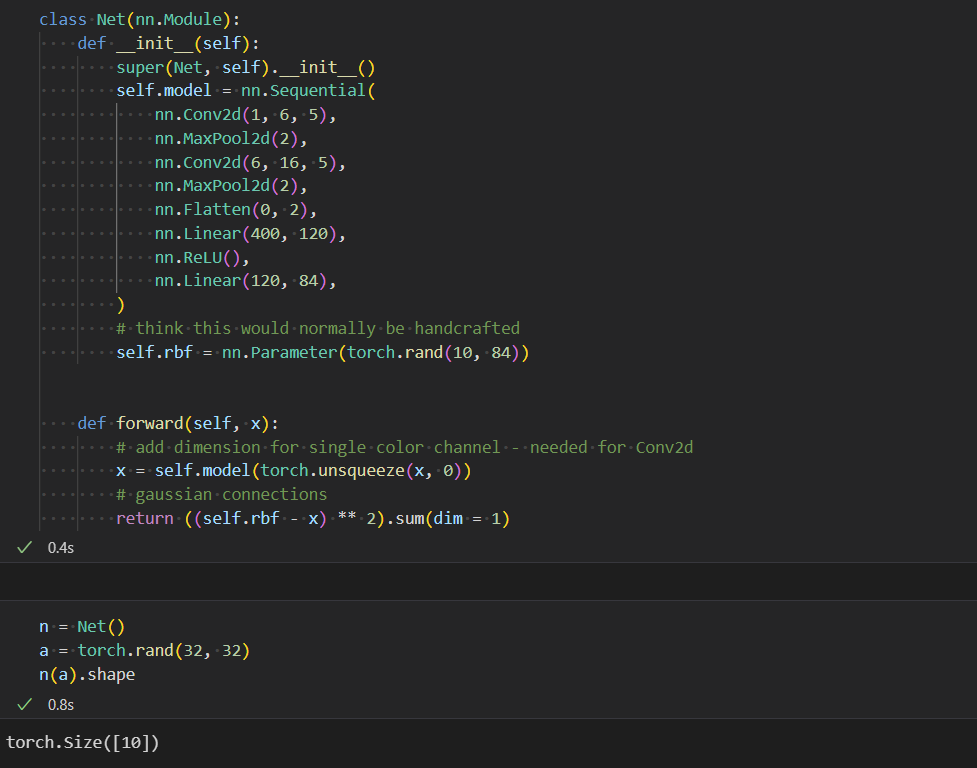 class Net(nn.Module):
    def __init__(self):
        super(Net, self).__init__()
        self.model = nn.Sequential(
            nn.Conv2d(1, 6, 5),
            nn.MaxPool2d(2),
            nn.Conv2d(6, 16, 5),
            nn.MaxPool2d(2),
            nn.Flatten(0, 2),
            nn.Linear(400, 120),
            nn.ReLU(),
            nn.Linear(120, 84),
        )
        # think this would normally be handcrafted
        self.rbf = nn.Parameter(torch.rand(10, 84))
    def forward(self, x):
        # add dimension for single color channel - needed for Conv2d
        x = self.model(torch.unsqueeze(x, 0))
        # gaussian connections
        return ((self.rbf - x) ** 2).sum(dim = 1)
✓ 0.4s
n = Net()
a = torch.rand(32, 32)
n(a).shape
✓ 0.8s
torch.Size([10])